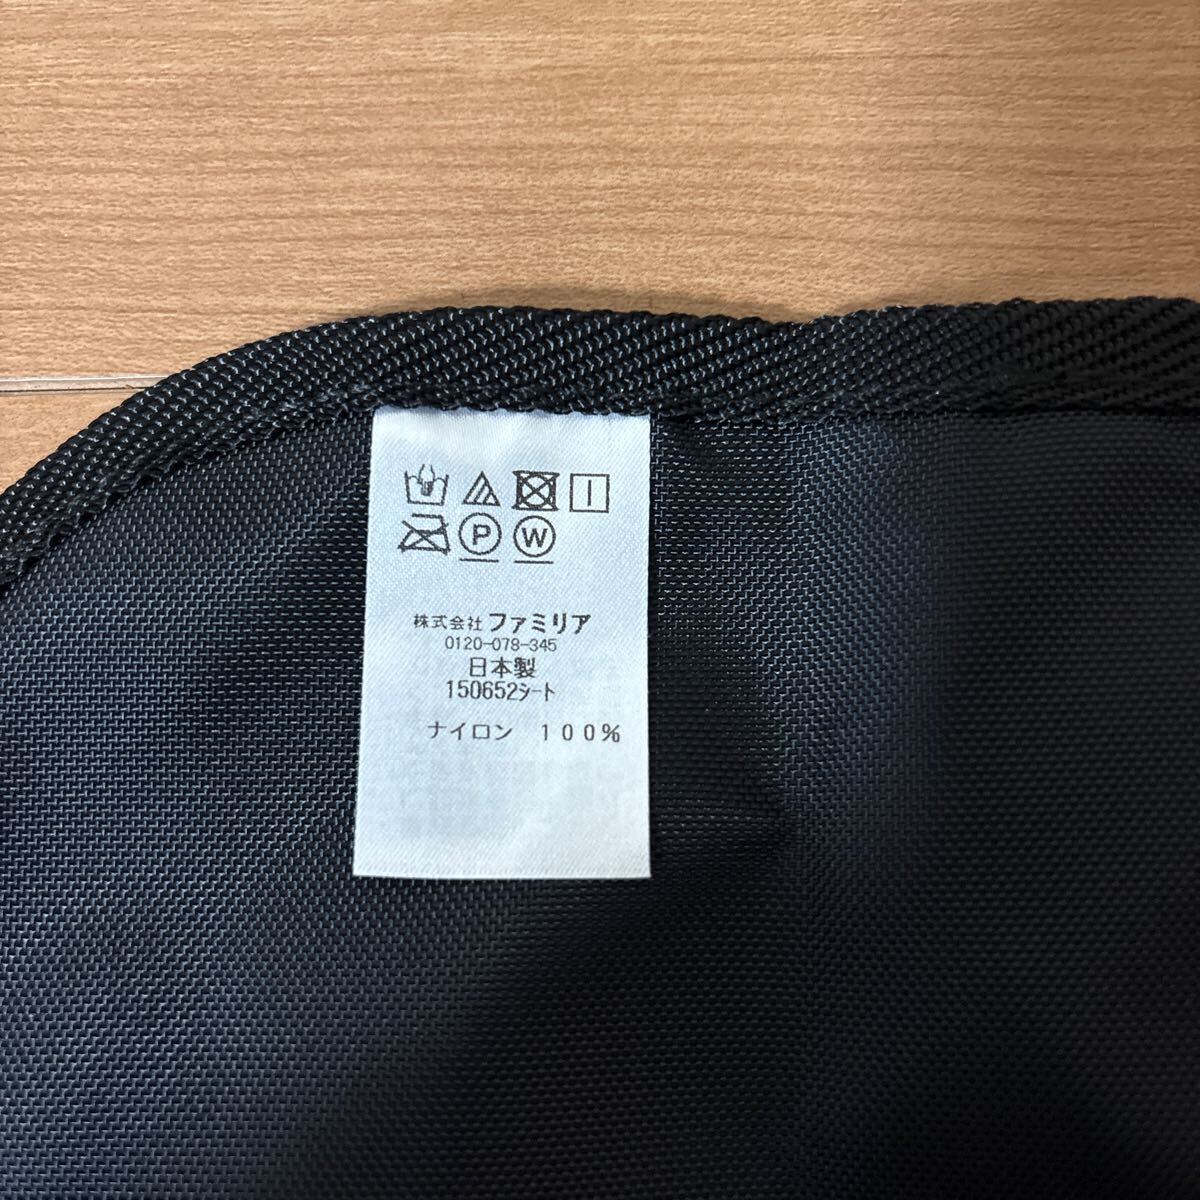 P W
株式会社 ファミリア
0120-078-345
日本製
150652シート
ナイロン １００％